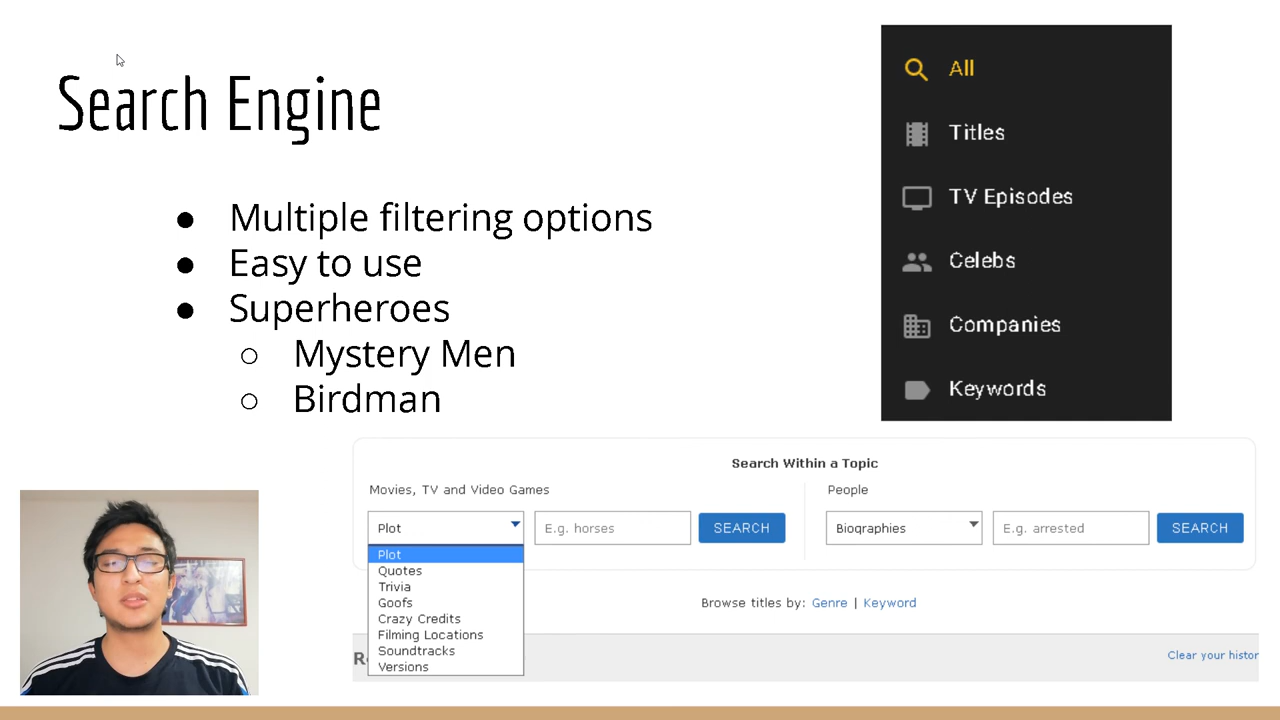 Search Engine
Multiple filtering options
Easy to use
Superheroes
Mystery Men
Birdman
All
Titles
TV Episodes
Celebs
Companies
Keywords
Search Within a Topic
Movies, TV and Video Games
People
Plot
E.g. horses
SEARCH
Biographies
E.g. arrested
SEARCH
Plot
Quotes
Trivia
Goofs
Crazy Credits
Filming Locations
Soundtracks
Versions
Browse titles by: Genre | Keyword
Clear your histor